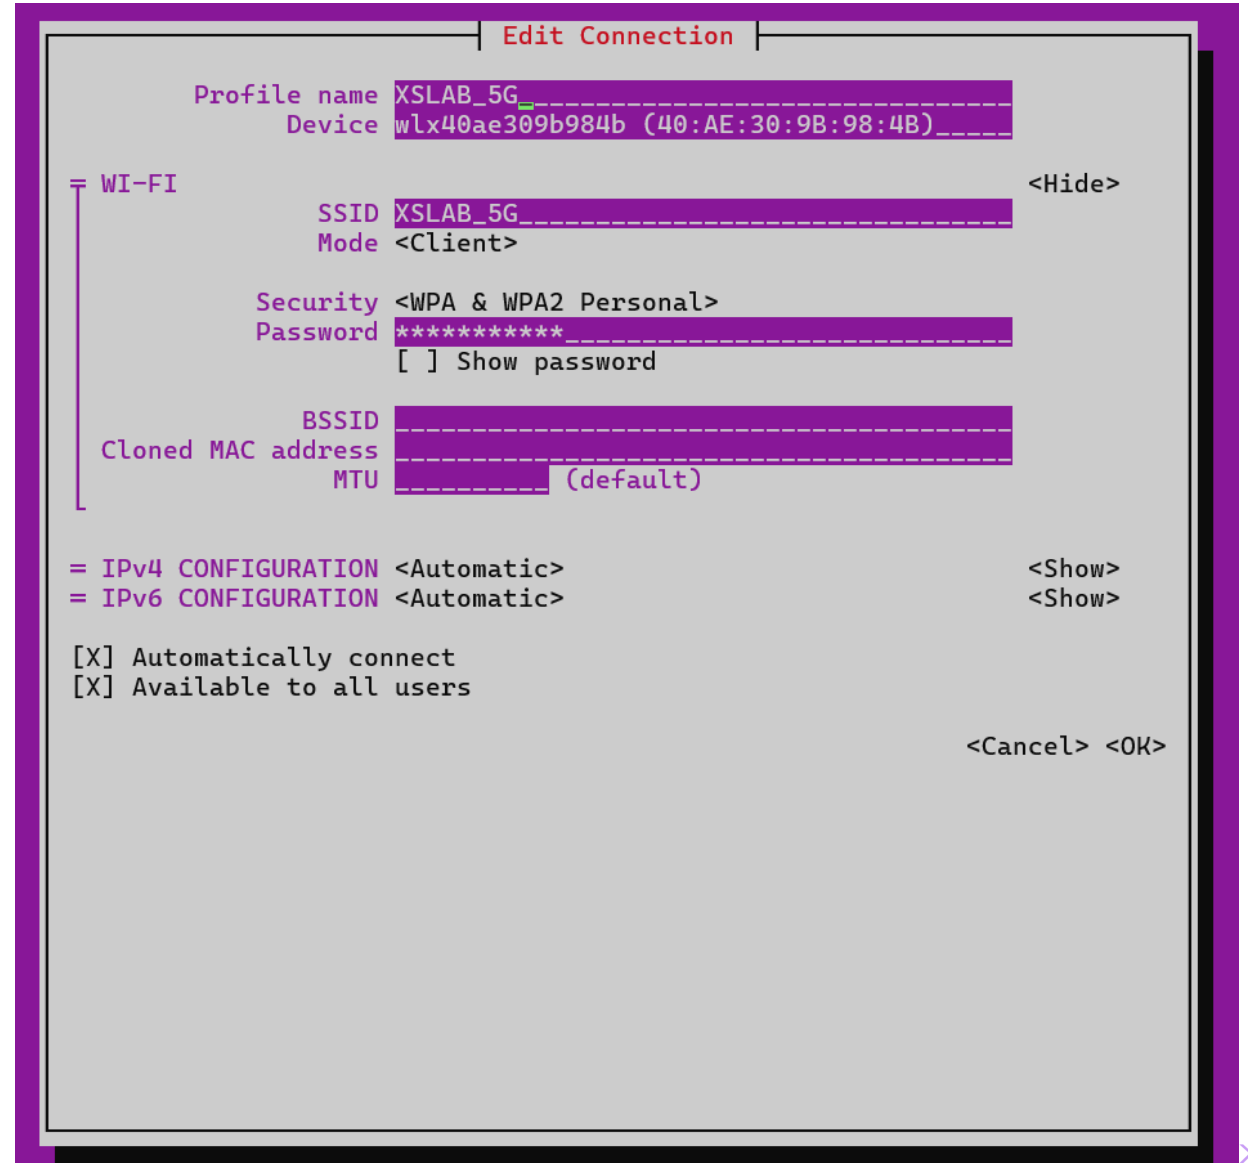 Edit Connection
Profile name XSLAB_5G_
Device wlx40ae309b984b (40:AE:30:9B:98:4B)
= WI-FI <Hide>
SSID XSLAB_5G
Mode <Client>
Security <WPA & WPA2 Personal>
Password ***********
[ ] Show password
BSSID
Cloned MAC address
MTU (default)
= IPv4 CONFIGURATION <Automatic> <Show>
= IPv6 CONFIGURATION <Automatic> <Show>
[X] Automatically connect
[X] Available to all users
<Cancel> <OK>